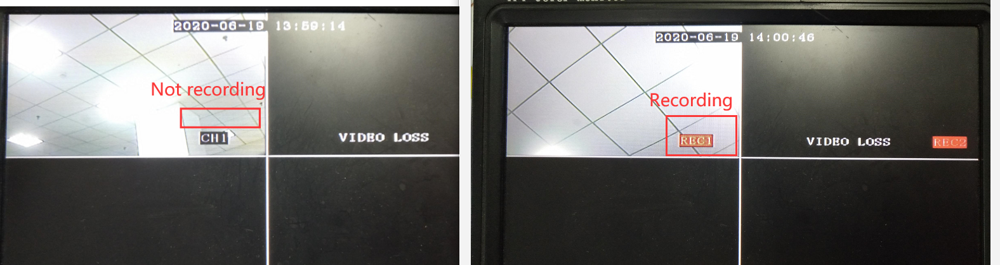 2020-06-19 13:59:14
Not recording
CH1
VIDEO LOSS
2020-06-19 14:00:46
Recording
REC1
VIDEO LOSS
REC2